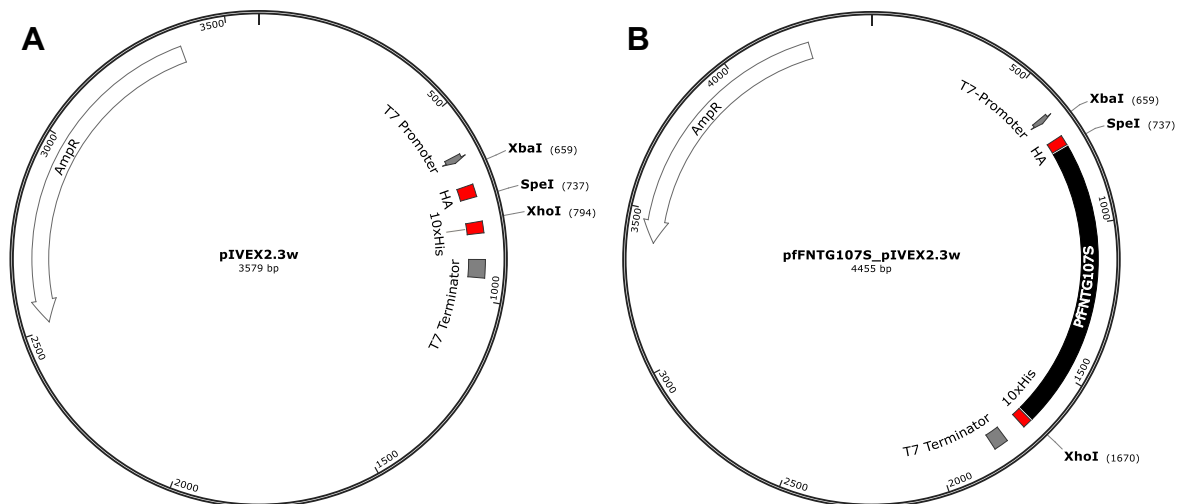 A
3500
500
T7 Promoter
XbaI (659)
SpeI (737)
XhoI (794)
HA
10xHis
T7 Terminator
1000
1500
2000
2500
3000
AmpR
pIVEX2.3w
3579 bp
B
4000
500
T7-Promoter
XbaI (659)
SpeI (737)
HA
1000
PfFNTG107S
1500
10xHis
T7 Terminator
XhoI (1670)
2000
2500
3000
3500
AmpR
pfFNTG107S_pIVEX2.3w
4455 bp